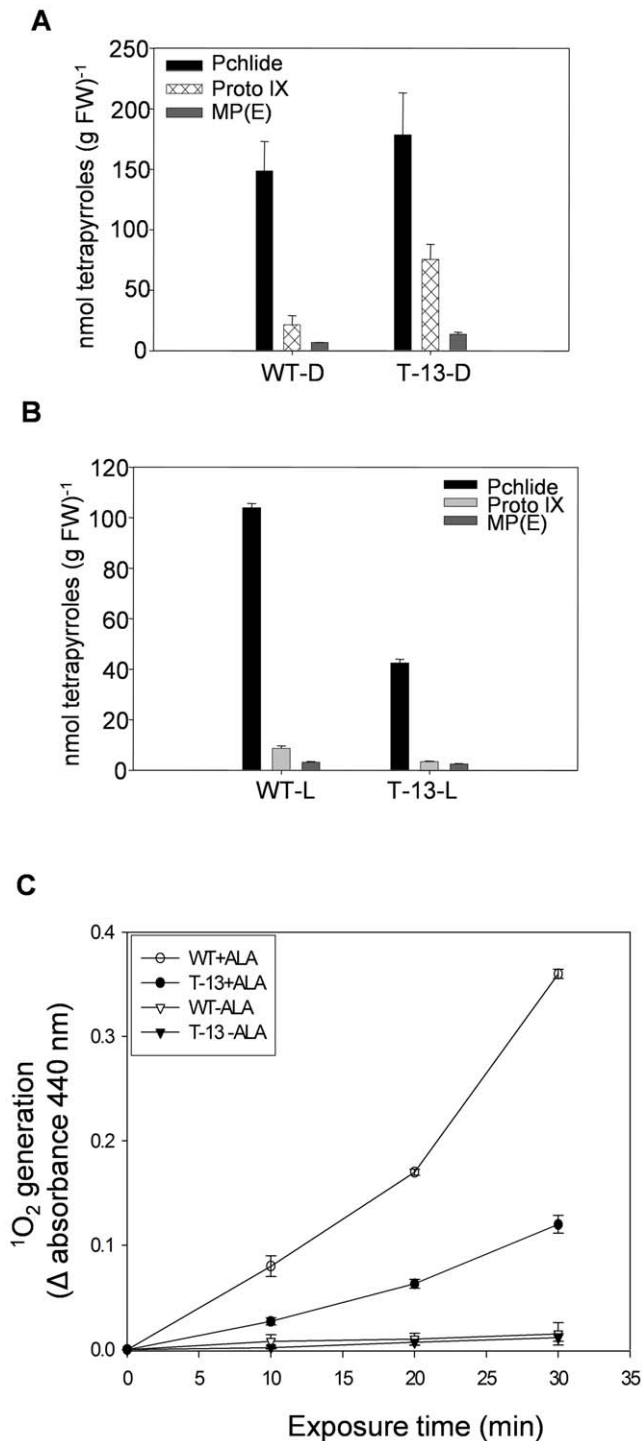 A
250
200
150
100
50
0
nmol tetrapyrroles (g FW)⁻¹
Pchlide
Proto IX
MP(E)
WT-D
T-13-D
B
120
100
80
60
40
20
0
nmol tetrapyrroles (g FW)⁻¹
Pchlide
Proto IX
MP(E)
WT-L
T-13-L
C
0.4
0.3
0.2
0.1
0.0
¹O₂ generation
(Δ absorbance 440 nm)
WT+ALA
T-13+ALA
WT-ALA
T-13-ALA
0 5 10 15 20 25 30 35
Exposure time (min)